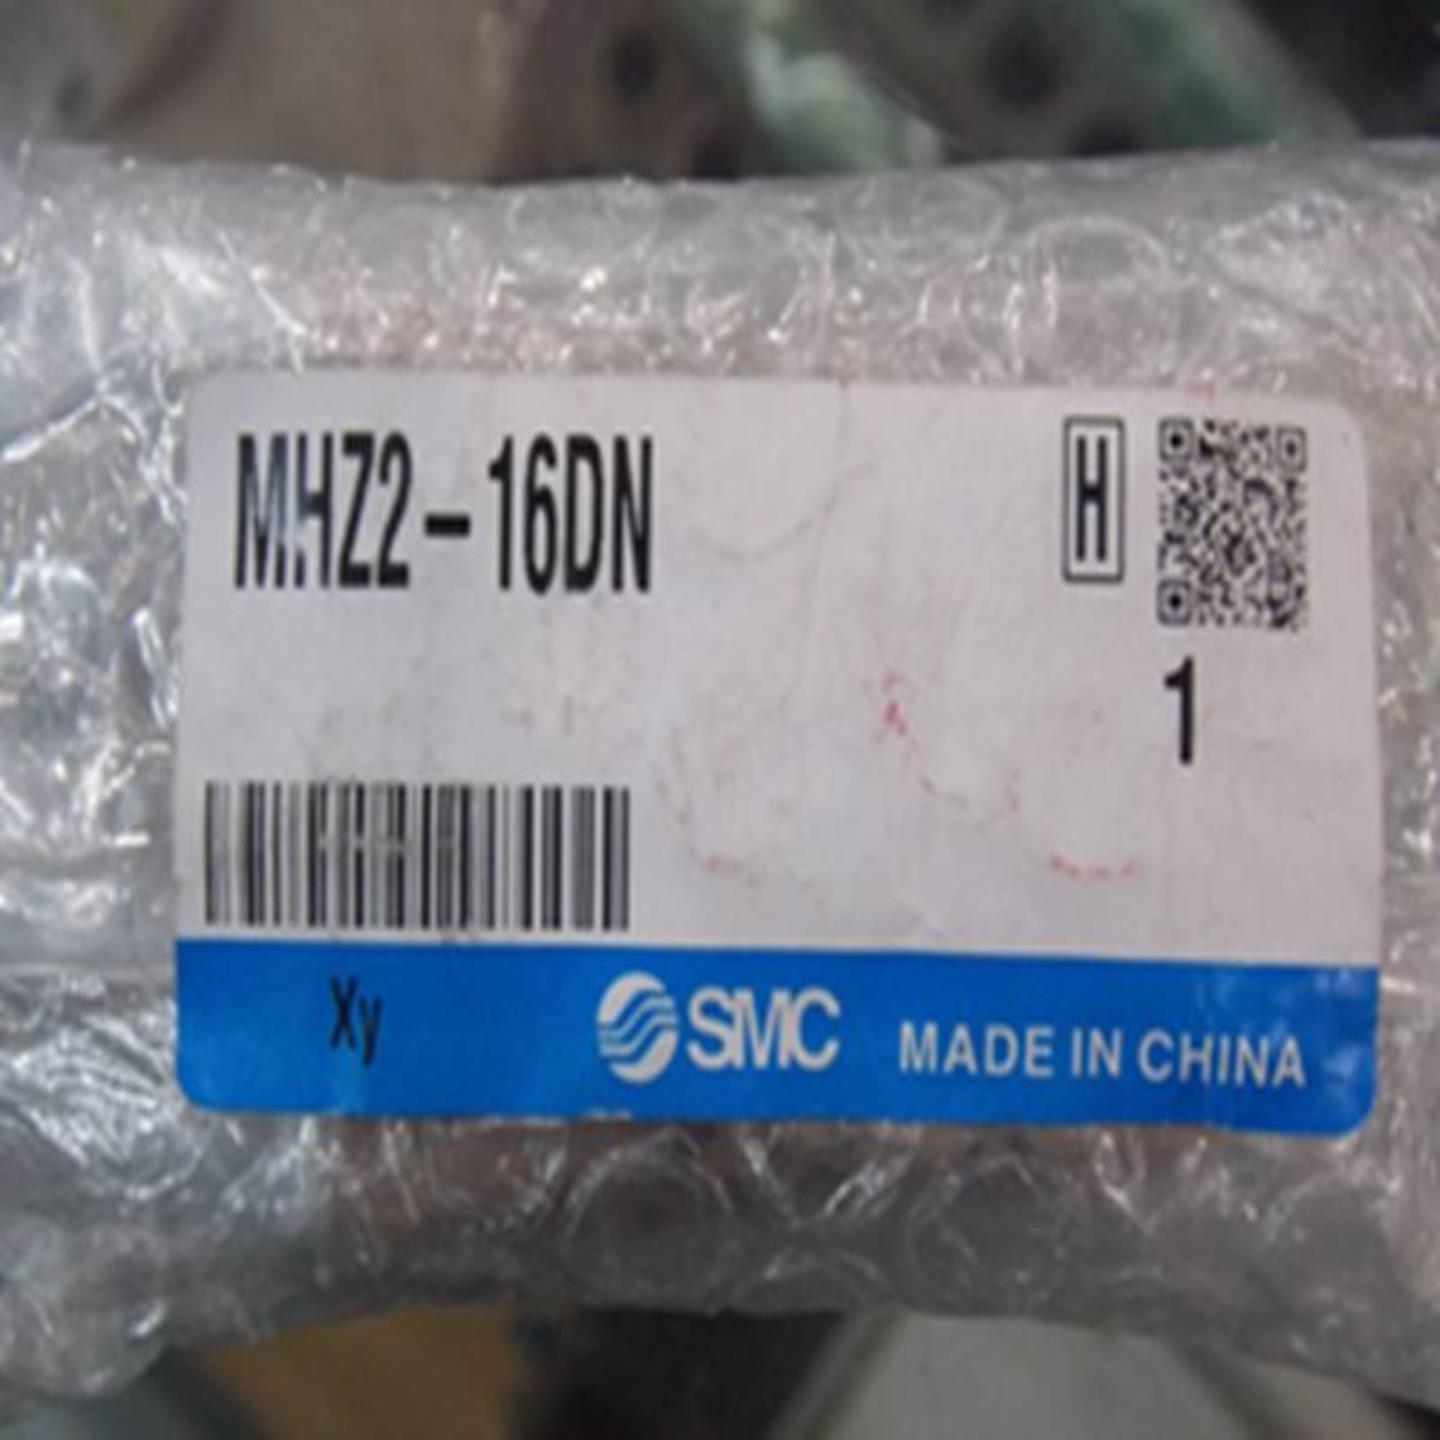 MHZ2-16DN
H
1
Xy
SMC
MADE IN CHINA